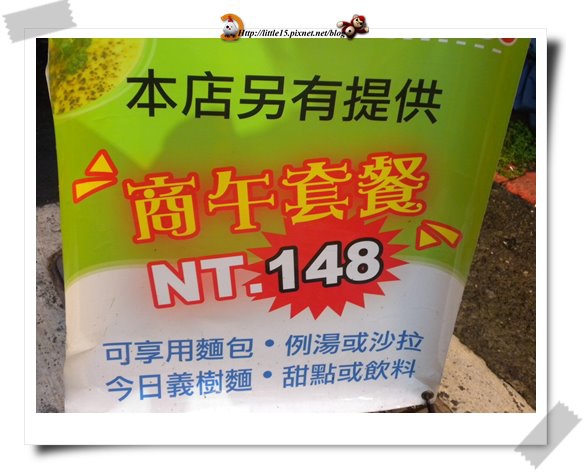 Http://little15.pixnet.net/blog
本店另有提供
商午套餐
NT.148
可享用麵包・例湯或沙拉
今日義樹麵・甜點或飲料